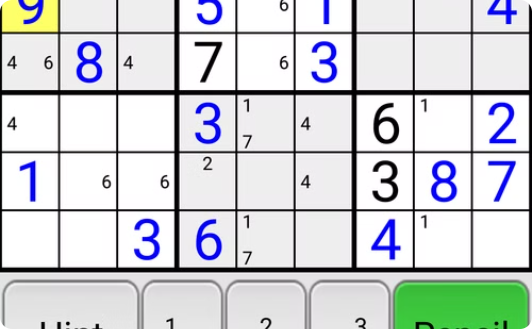 9 5 6 1 4
4 6 8 4 7 6 3
4 3 1 7 4 6 1 2
1 6 6 2 4 3 8 7
3 6 1 7 4 1
Hint 1 2 3 Pencil